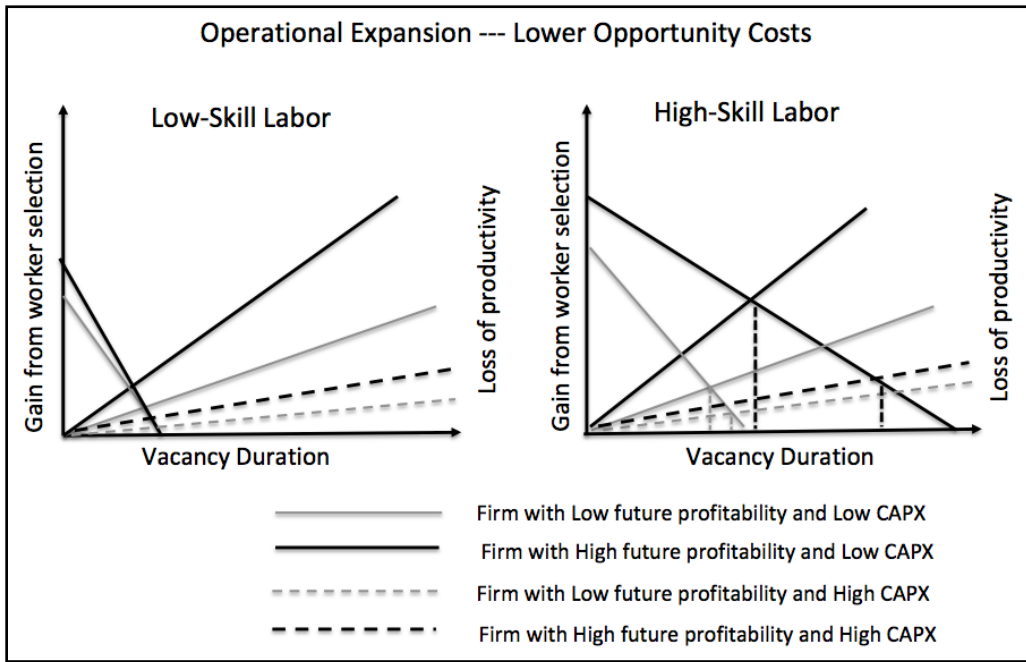 Operational Expansion --- Lower Opportunity Costs
Low-Skill Labor
Gain from worker selection
Loss of productivity
Vacancy Duration
High-Skill Labor
Gain from worker selection
Loss of productivity
Vacancy Duration
Firm with Low future profitability and Low CAPX
Firm with High future profitability and Low CAPX
Firm with Low future profitability and High CAPX
Firm with High future profitability and High CAPX